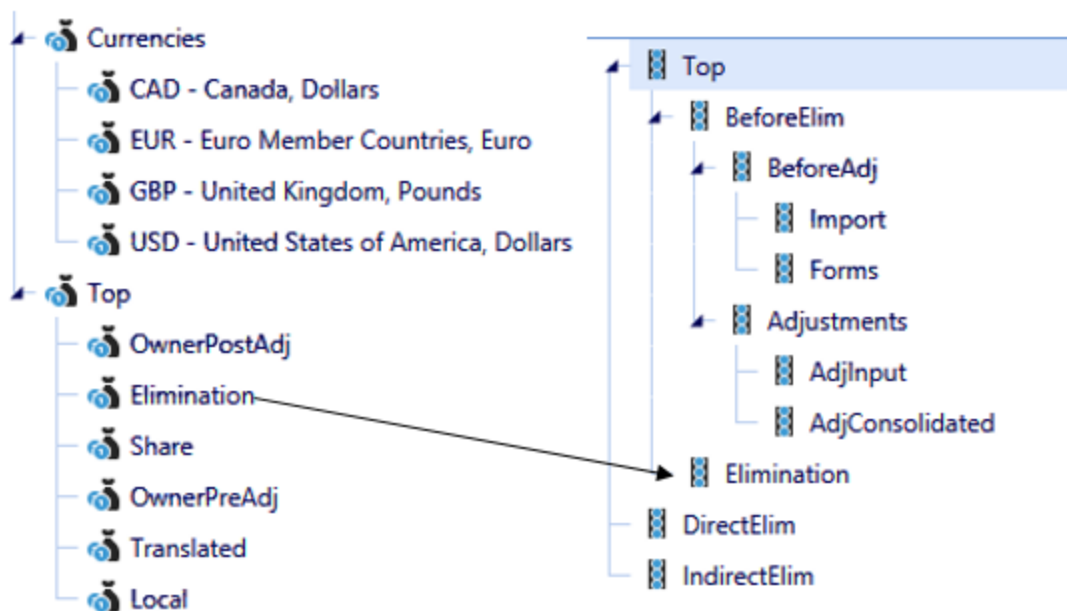 Currencies
CAD - Canada, Dollars
EUR - Euro Member Countries, Euro
GBP - United Kingdom, Pounds
USD - United States of America, Dollars
Top
OwnerPostAdj
Elimination
Share
OwnerPreAdj
Translated
Local
Top
BeforeElim
BeforeAdj
Import
Forms
Adjustments
AdjInput
AdjConsolidated
Elimination
DirectElim
IndirectElim